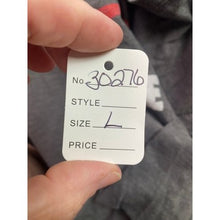 No 30276
STYLE
SIZE L
PRICE